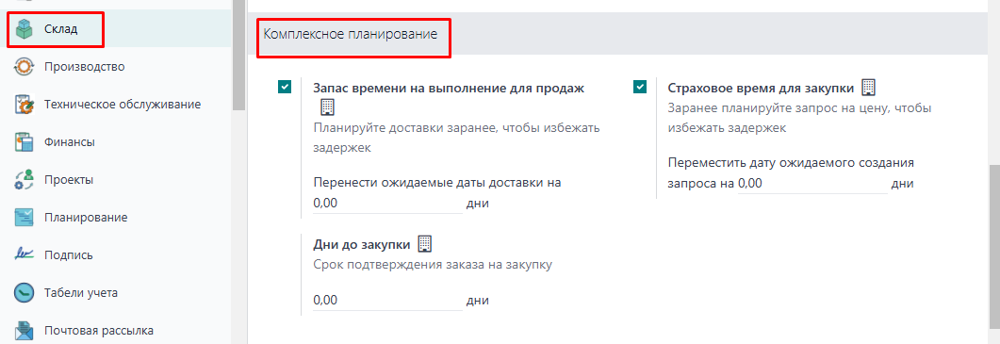 Склад
Производство
Техническое обслуживание
Финансы
Проекты
Планирование
Подпись
Табели учета
Почтовая рассылка
Комплексное планирование
Запас времени на выполнение для продаж
Планируйте доставки заранее, чтобы избежать
задержек
Перенести ожидаемые даты доставки на
0,00 дни
Страховое время для закупки
Заранее планируйте запрос на цену, чтобы
избежать задержек
Переместить дату ожидаемого создания
запроса на 0,00 дни
Дни до закупки
Срок подтверждения заказа на закупку
0,00 дни